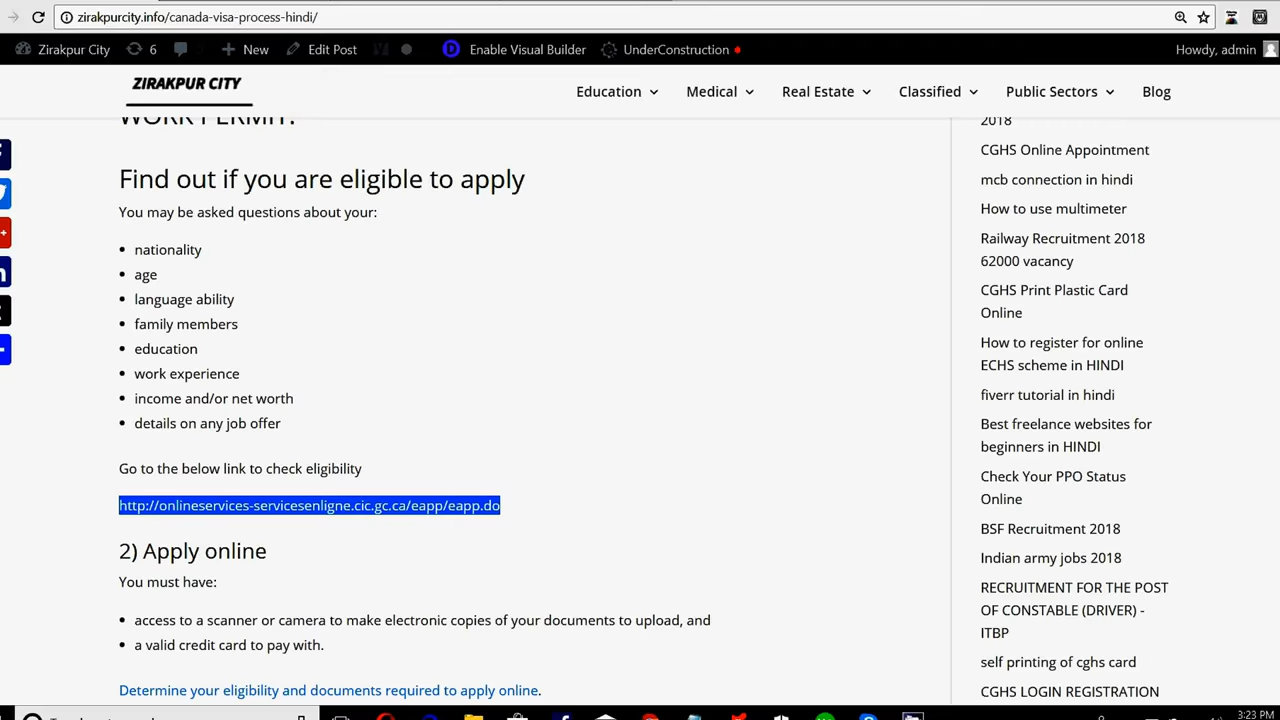 zirakpurcity.info/canada-visa-process-hindi/
Zirakpur City 6 New Edit Post Enable Visual Builder UnderConstruction Howdy, admin
ZIRAKPUR CITY
Education Medical Real Estate Classified Public Sectors Blog
WORK PERMIT:
Find out if you are eligible to apply
You may be asked questions about your:
• nationality
• age
• language ability
• family members
• education
• work experience
• income and/or net worth
• details on any job offer
Go to the below link to check eligibility
http://onlineservices-servicesenligne.cic.gc.ca/eapp/eapp.do
2) Apply online
You must have:
• access to a scanner or camera to make electronic copies of your documents to upload, and
• a valid credit card to pay with.
Determine your eligibility and documents required to apply online.
2018
CGHS Online Appointment
mcb connection in hindi
How to use multimeter
Railway Recruitment 2018
62000 vacancy
CGHS Print Plastic Card
Online
How to register for online
ECHS scheme in HINDI
fiverr tutorial in hindi
Best freelance websites for
beginners in HINDI
Check Your PPO Status
Online
BSF Recruitment 2018
Indian army jobs 2018
RECRUITMENT FOR THE POST
OF CONSTABLE (DRIVER) -
ITBP
self printing of cghs card
CGHS LOGIN REGISTRATION
3:23 PM